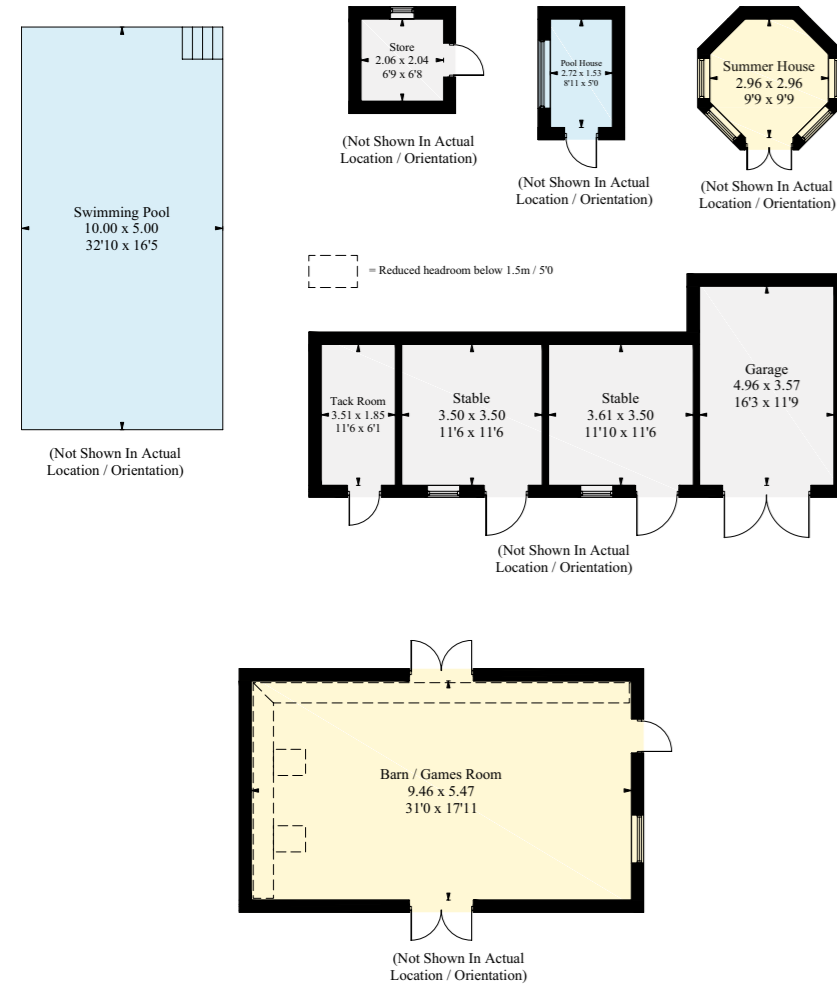 Store
2.06 x 2.04
6'9 x 6'8
(Not Shown In Actual
Location / Orientation)
Pool House
2.72 x 1.53
8'11 x 5'0
(Not Shown In Actual
Location / Orientation)
Summer House
2.96 x 2.96
9'9 x 9'9
(Not Shown In Actual
Location / Orientation)
Swimming Pool
10.00 x 5.00
32'10 x 16'5
(Not Shown In Actual
Location / Orientation)
= Reduced headroom below 1.5m / 5'0
Tack Room
3.51 x 1.85
11'6 x 6'1
Stable
3.50 x 3.50
11'6 x 11'6
Stable
3.61 x 3.50
11'10 x 11'6
Garage
4.96 x 3.57
16'3 x 11'9
(Not Shown In Actual
Location / Orientation)
Barn / Games Room
9.46 x 5.47
31'0 x 17'11
(Not Shown In Actual
Location / Orientation)